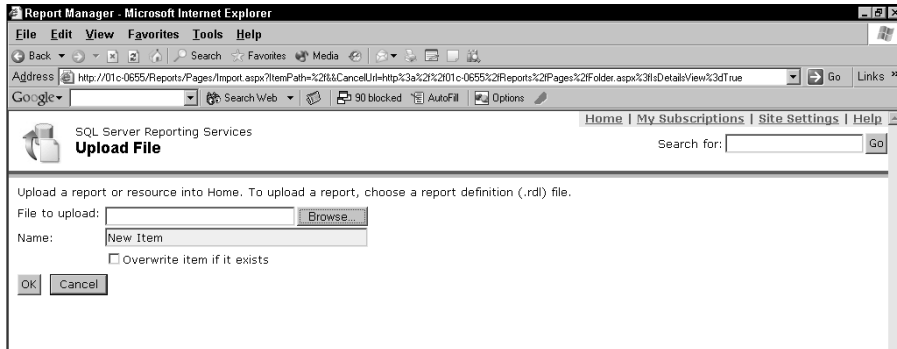 Report Manager - Microsoft Internet Explorer
File Edit View Favorites Tools Help
Back Search Favorites Media
Address http://01c-0655/Reports/Pages/Import.aspx?ItemPath=%2f&&CancelUrl=http%3a%2f%2f01c-0655%2fReports%2fPages%2fFolder.aspx%3fIsDetailsView%3dTrue Go Links »
Google Search Web 90 blocked AutoFill Options
Home | My Subscriptions | Site Settings | Help
SQL Server Reporting Services
Upload File
Search for: Go
Upload a report or resource into Home. To upload a report, choose a report definition (.rdl) file.
File to upload: Browse...
Name: New Item
Overwrite item if it exists
OK Cancel